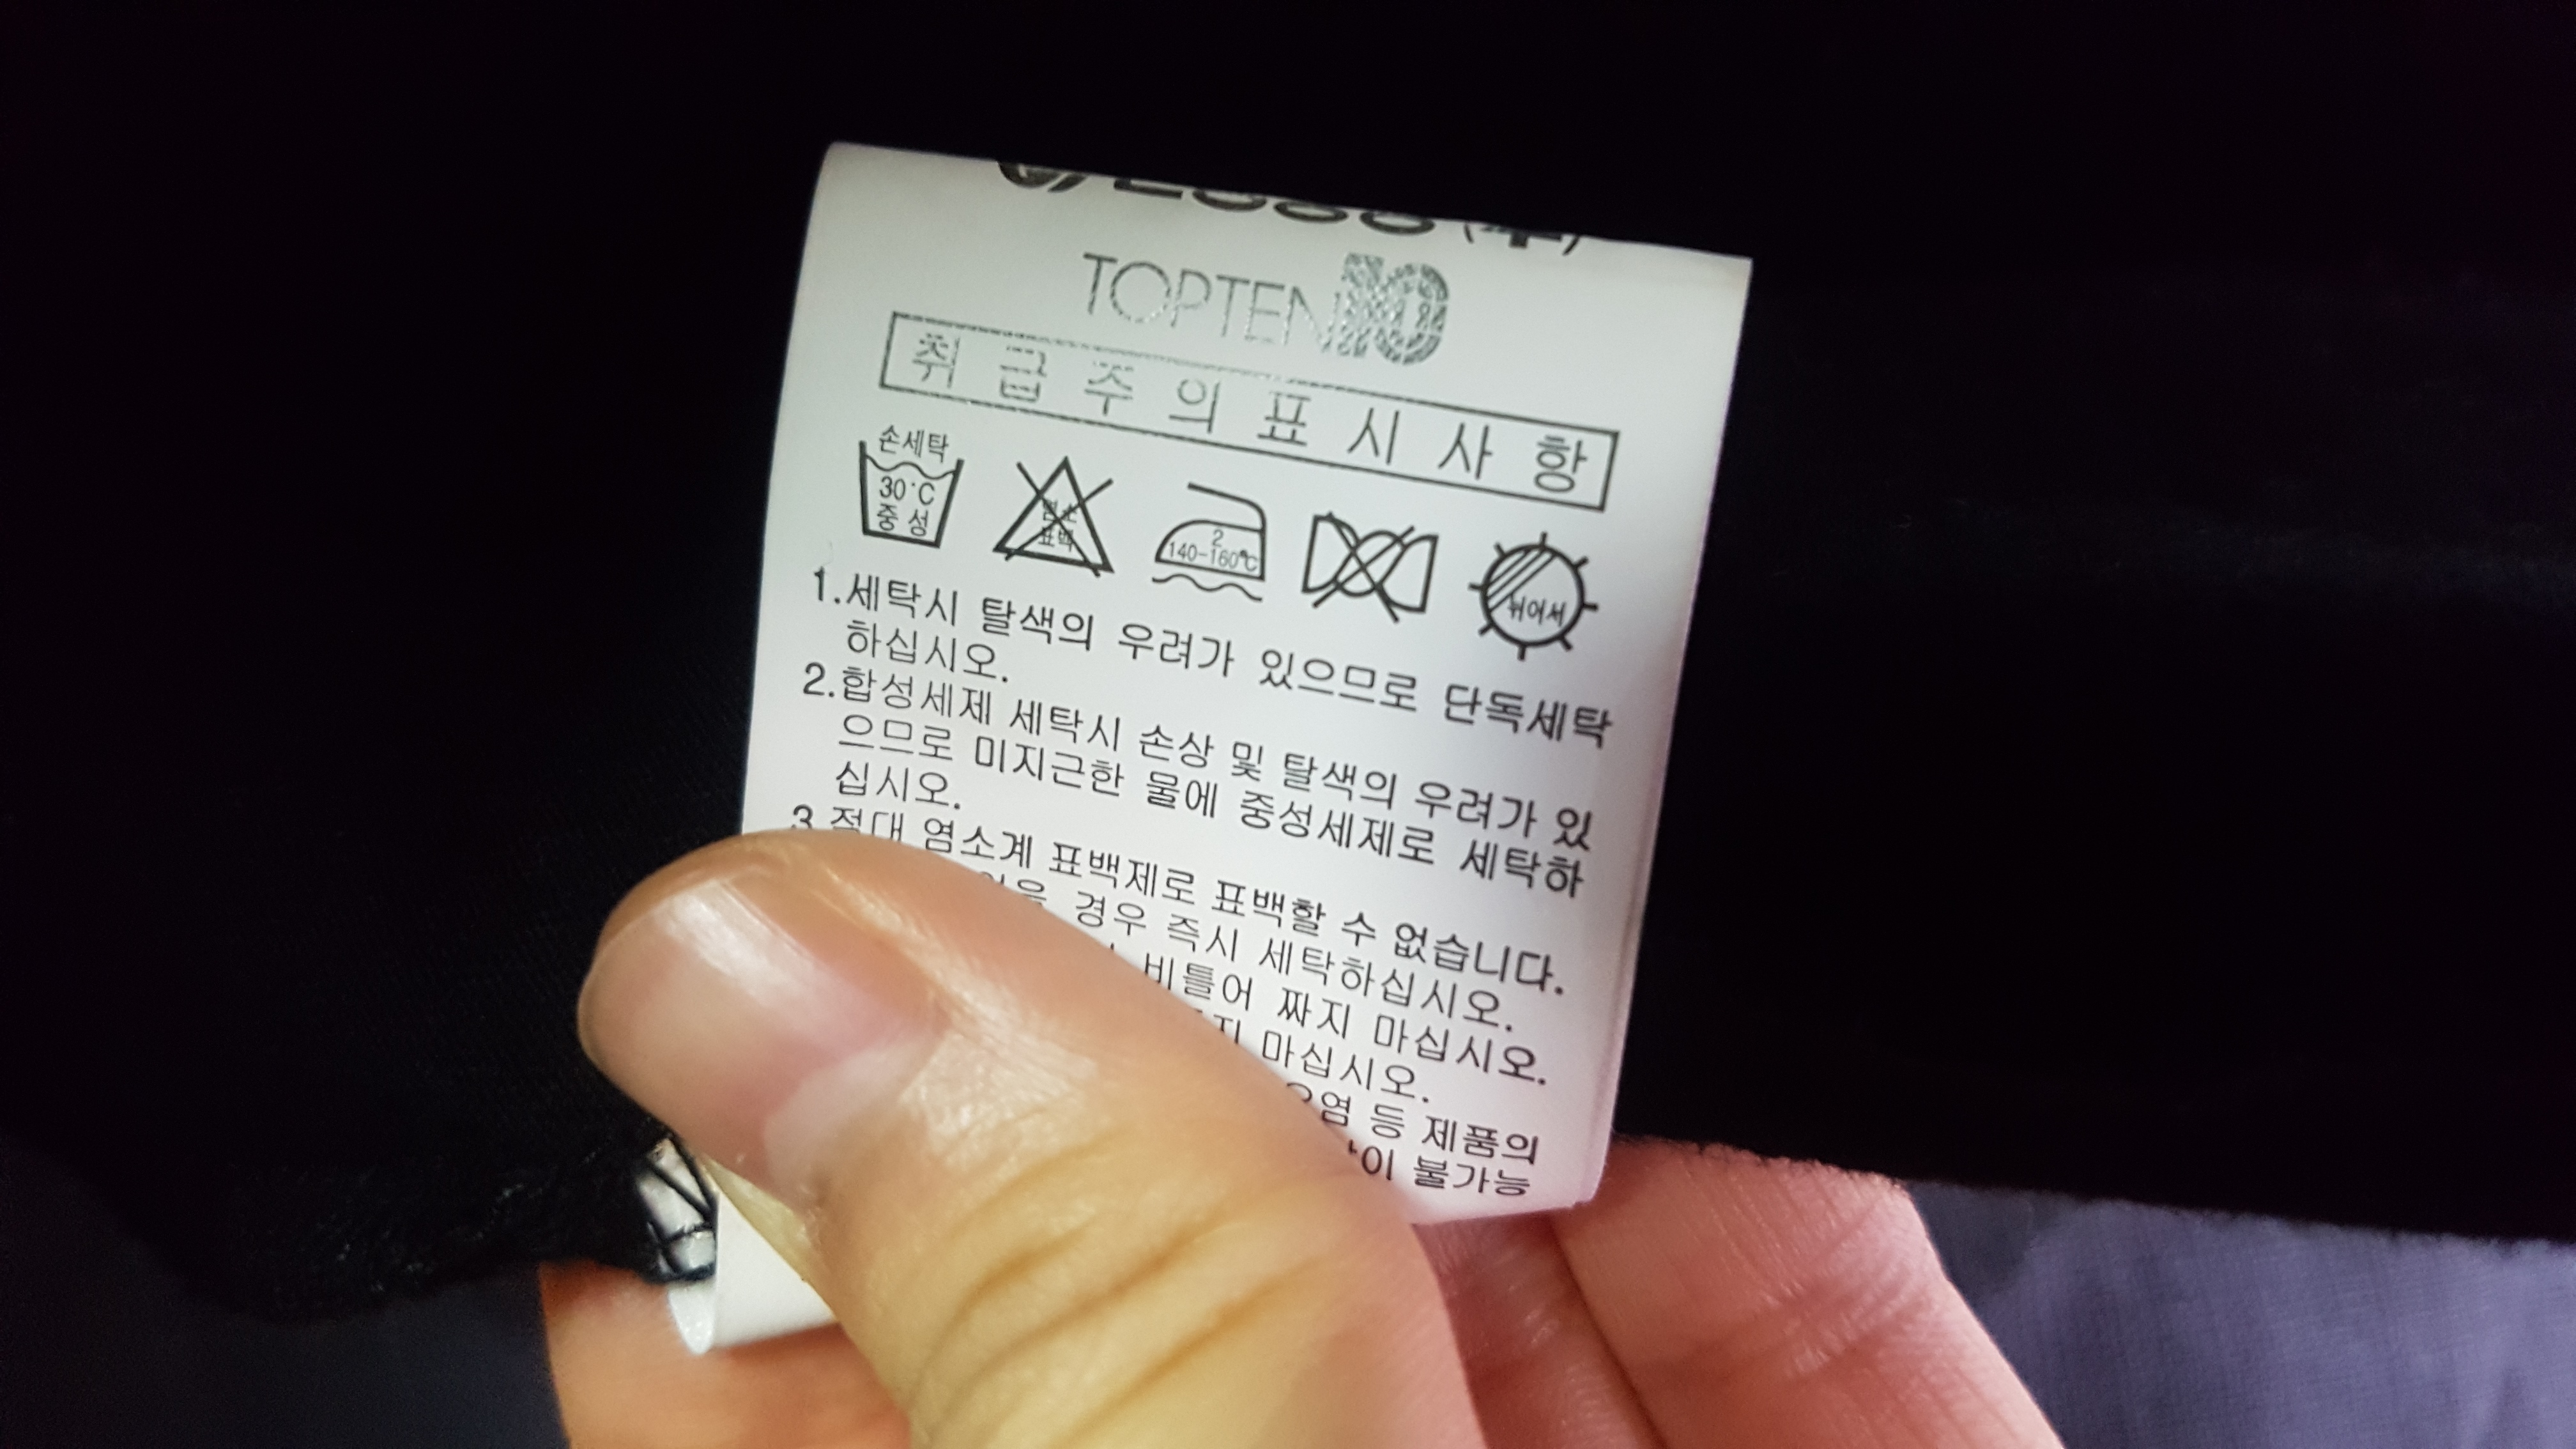 TOPTEN10
취급주의표시사항
손세탁
30°C
중성
염소
표백
2
140-160℃
뉘어서
1.세탁시 탈색의 우려가 있으므로 단독세탁
하십시오.
2.합성세제 세탁시 손상 및 탈색의 우려가 있
으므로 미지근한 물에 중성세제로 세탁하
십시오.
3.절대 염소계 표백제로 표백할 수 없습니다.
경우 즉시 세탁하십시오.
비틀어 짜지 마십시오.
마십시오.
등 제품의
불가능